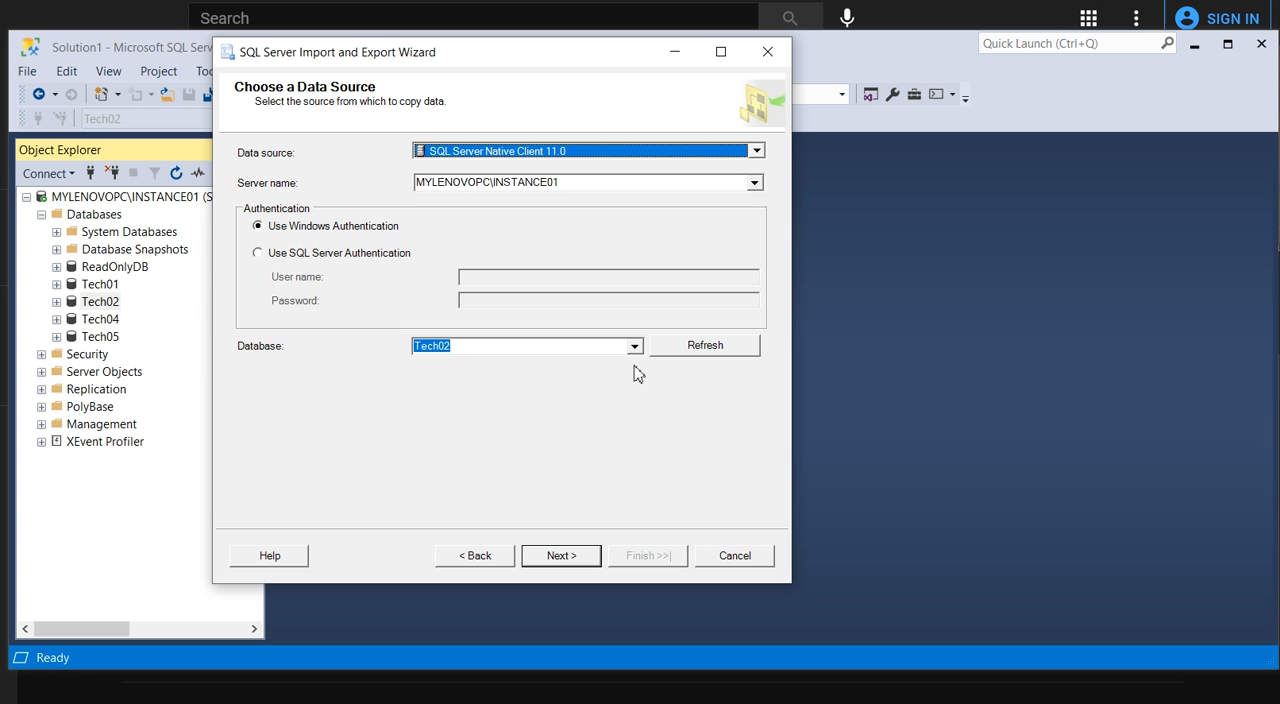 Search
SIGN IN
Solution1 - Microsoft SQL Serv
SQL Server Import and Export Wizard
Quick Launch (Ctrl+Q)
File Edit View Project Too
Tech02
Choose a Data Source
Select the source from which to copy data.
Object Explorer
Connect
MYLENOVOPC\INSTANCE01 (S
Databases
System Databases
Database Snapshots
ReadOnlyDB
Tech01
Tech02
Tech04
Tech05
Security
Server Objects
Replication
PolyBase
Management
XEvent Profiler
Data source: SQL Server Native Client 11.0
Server name: MYLENOVOPC\INSTANCE01
Authentication
Use Windows Authentication
Use SQL Server Authentication
User name:
Password:
Database: Tech02 Refresh
Help < Back Next > Finish >>| Cancel
Ready